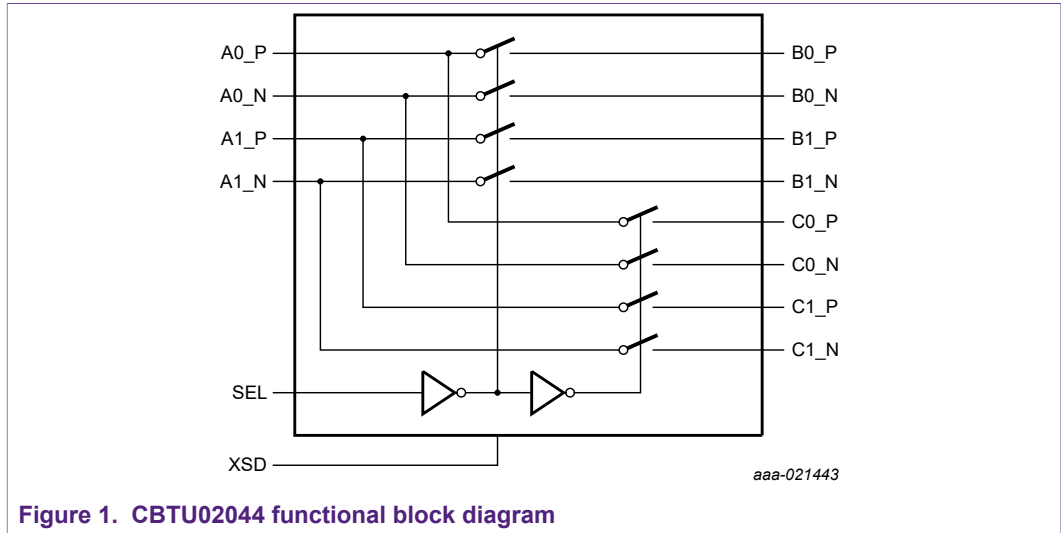 A0_P
B0_P
A0_N
B0_N
A1_P
B1_P
A1_N
B1_N
C0_P
C0_N
C1_P
C1_N
SEL
XSD
aaa-021443
Figure 1. CBTU02044 functional block diagram